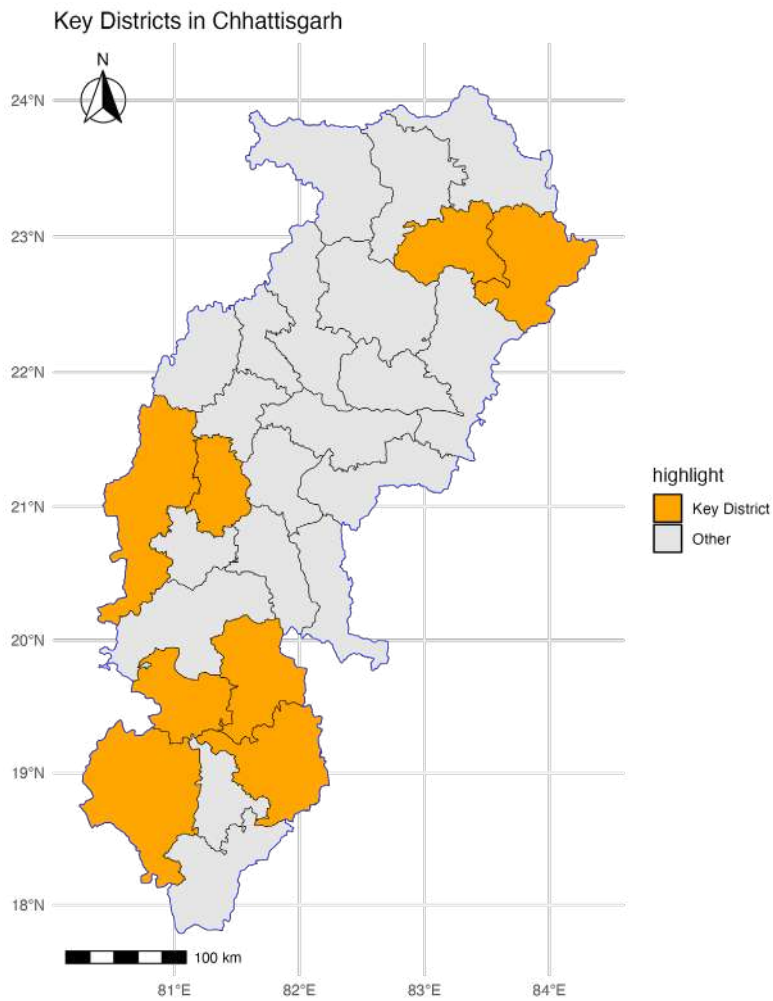 Key Districts in Chhattisgarh
N
24°N
23°N
22°N
21°N
20°N
19°N
18°N
highlight
Key District
Other
100 km
81°E
82°E
83°E
84°E